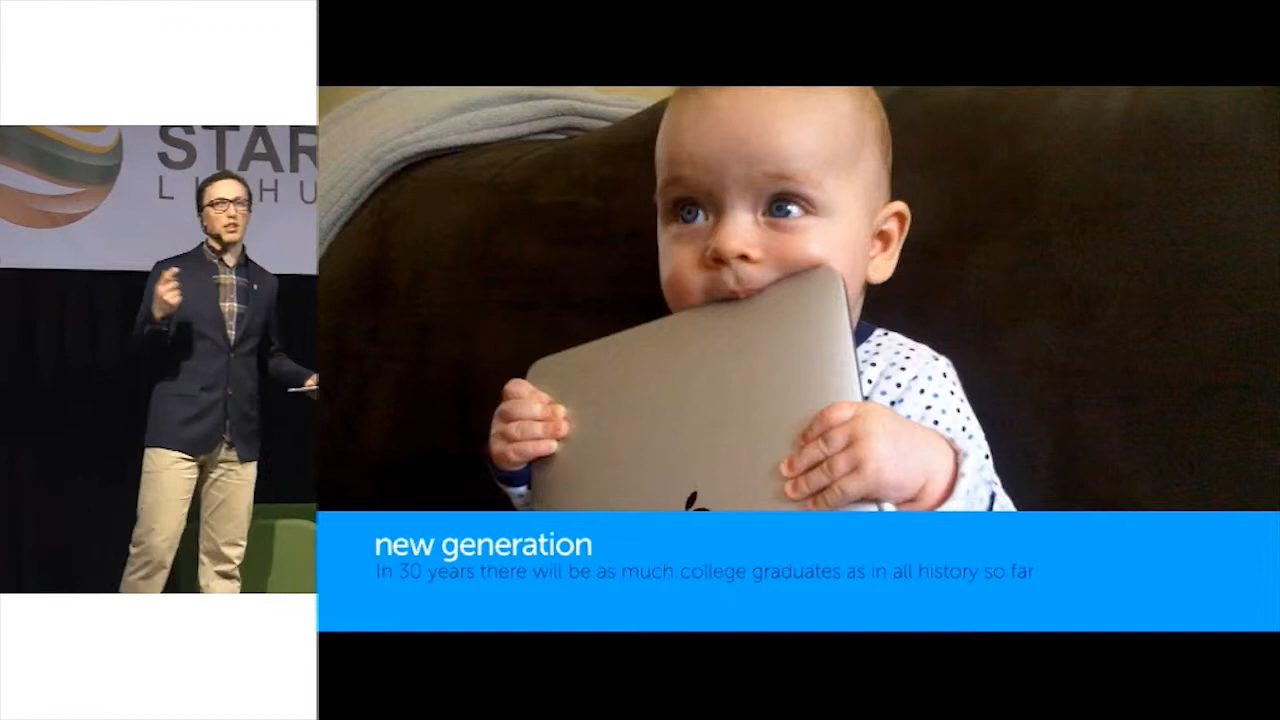 STAR
new generation
In 30 years there will be as much college graduates as in all history so far